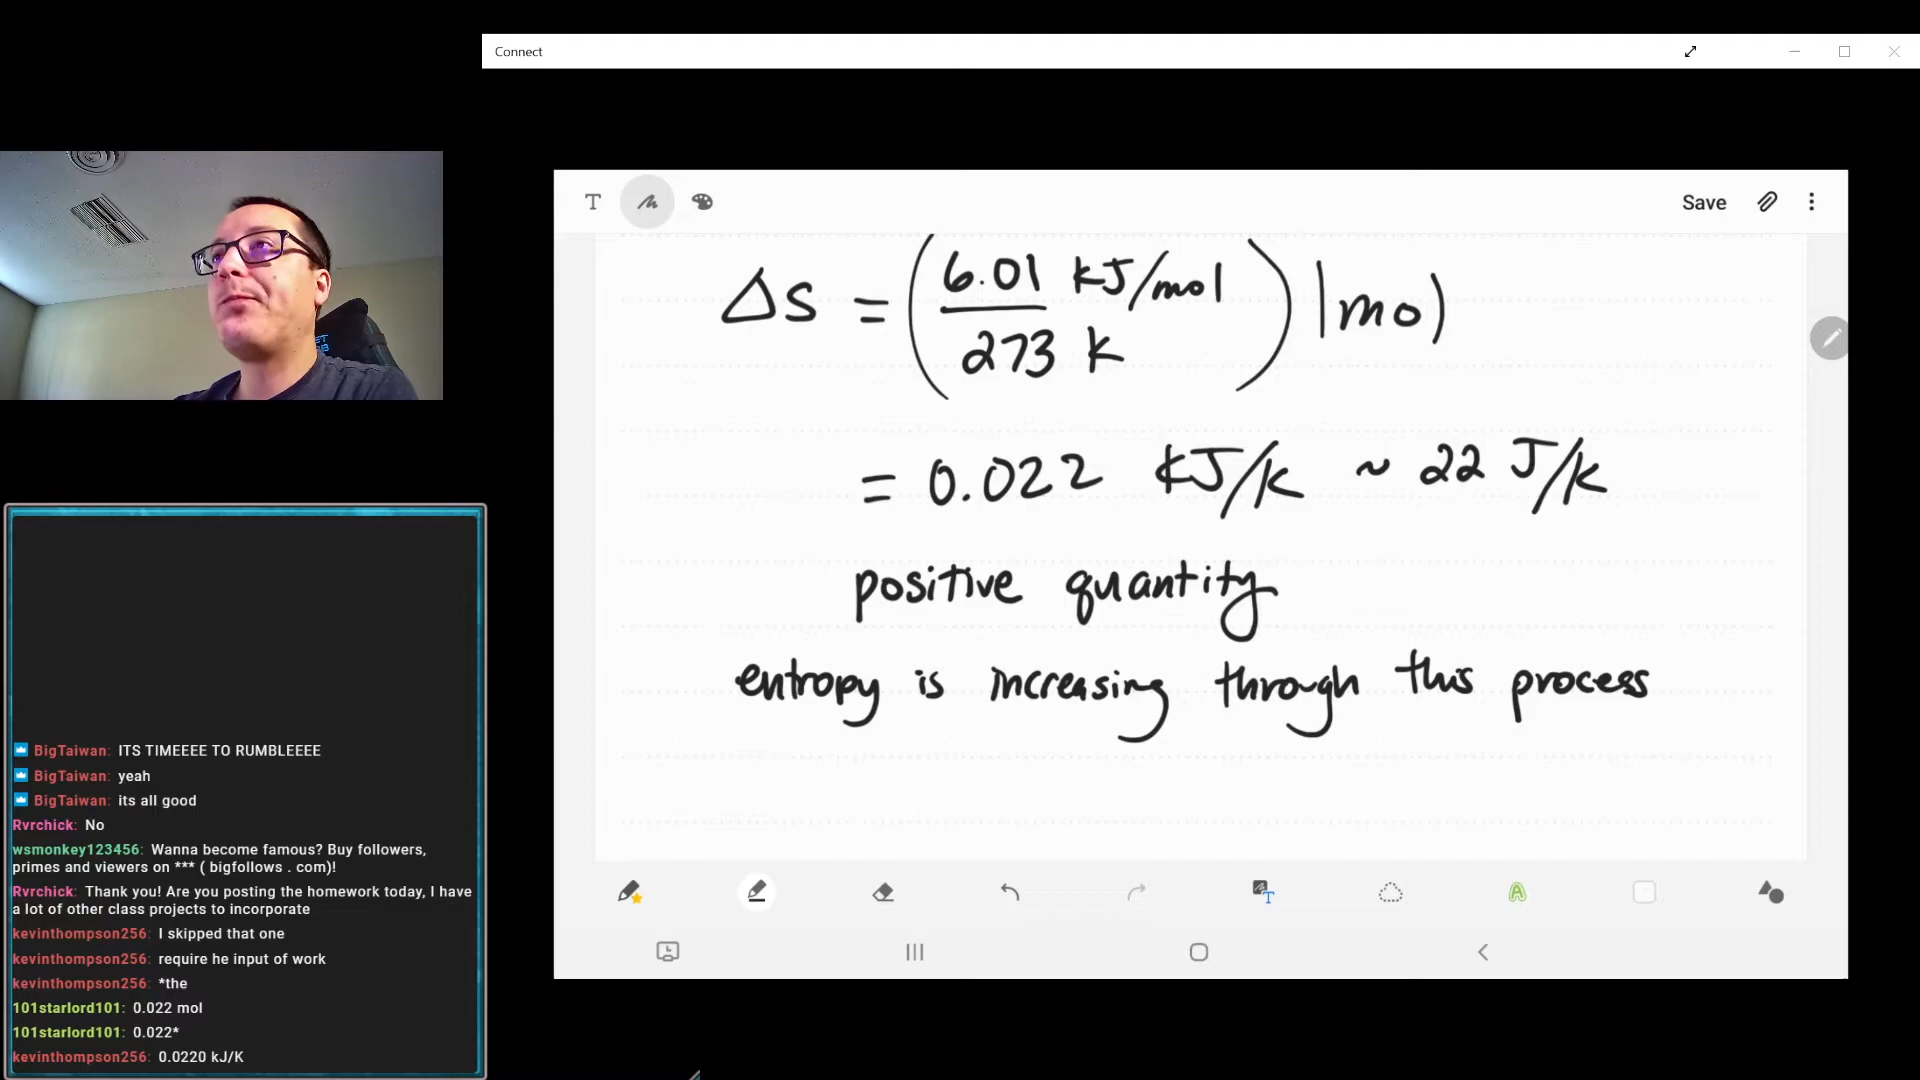 Connect
T
Save
ΔS = (6.01 kJ/mol / 273 K) 1mol
= 0.022 kJ/K ~ 22 J/K
positive quantity
entropy is increasing through this process
A
BigTaiwan: ITS TIMEEEE TO RUMBLEEEE
BigTaiwan: yeah
BigTaiwan: its all good
Rvrchick: No
wsmonkey123456: Wanna become famous? Buy followers,
primes and viewers on *** ( bigfollows . com)!
Rvrchick: Thank you! Are you posting the homework today, I have
a lot of other class projects to incorporate
kevinthompson256: I skipped that one
kevinthompson256: require he input of work
kevinthompson256: *the
101starlord101: 0.022 mol
101starlord101: 0.022*
kevinthompson256: 0.0220 kJ/K